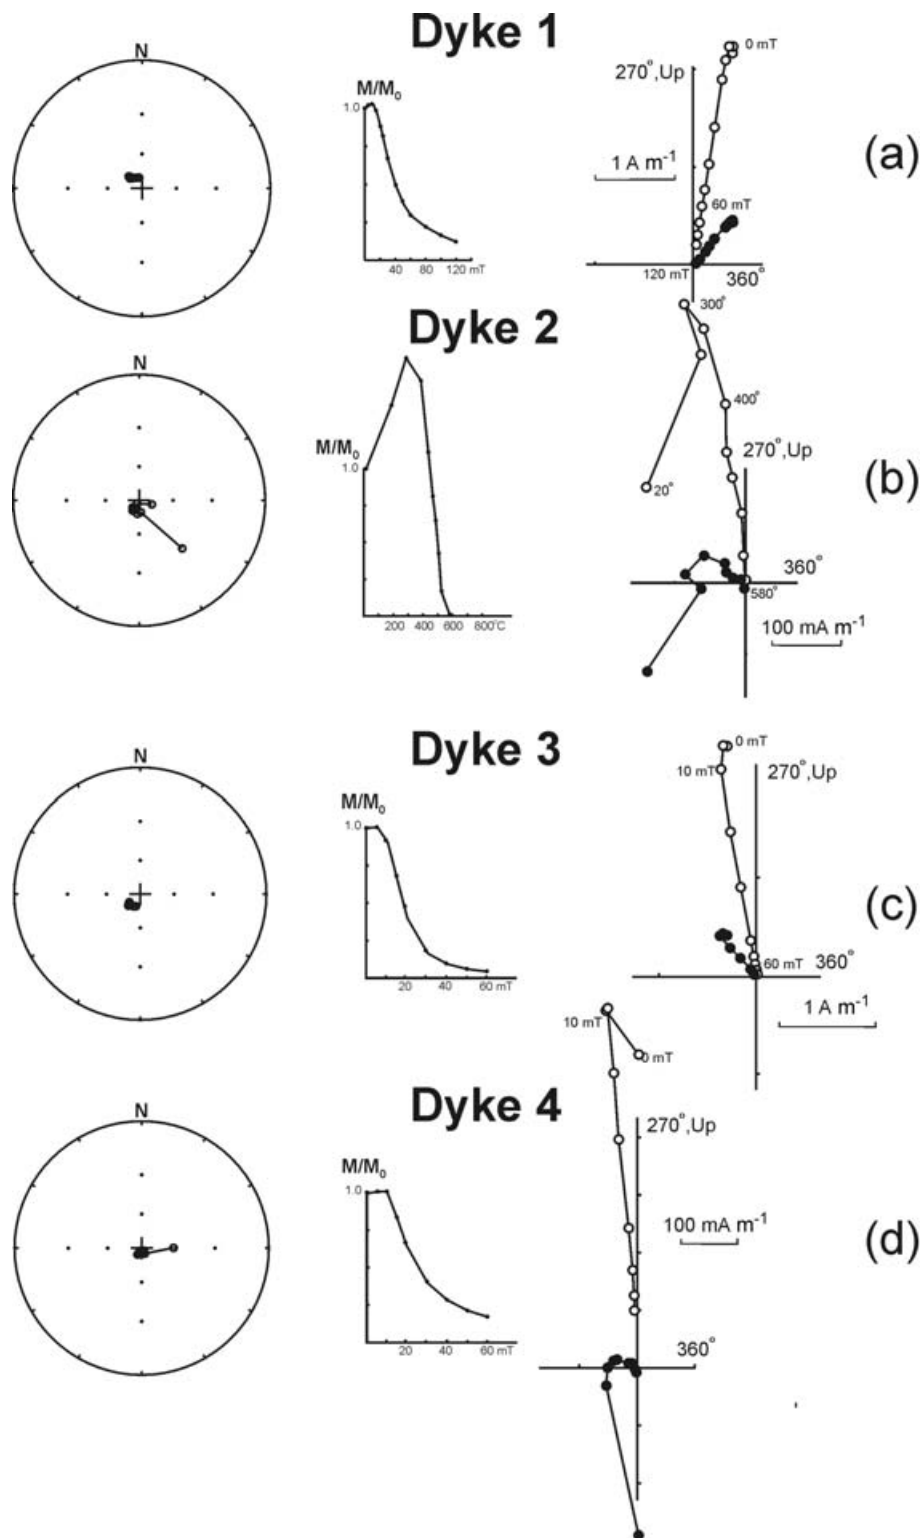 Dyke 1
N
M/M₀
1.0
40 80 120 mT
0 mT
270°,Up
1 A m⁻¹
60 mT
120 mT
360°
(a)
Dyke 2
N
M/M₀
1.0
200 400 600 800°C
300°
400°
270°,Up
20°
360°
580°
100 mA m⁻¹
(b)
Dyke 3
N
M/M₀
1.0
20 40 60 mT
0 mT
10 mT
270°,Up
60 mT
360°
1 A m⁻¹
(c)
Dyke 4
N
M/M₀
1.0
20 40 60 mT
10 mT
0 mT
270°,Up
100 mA m⁻¹
360°
(d)